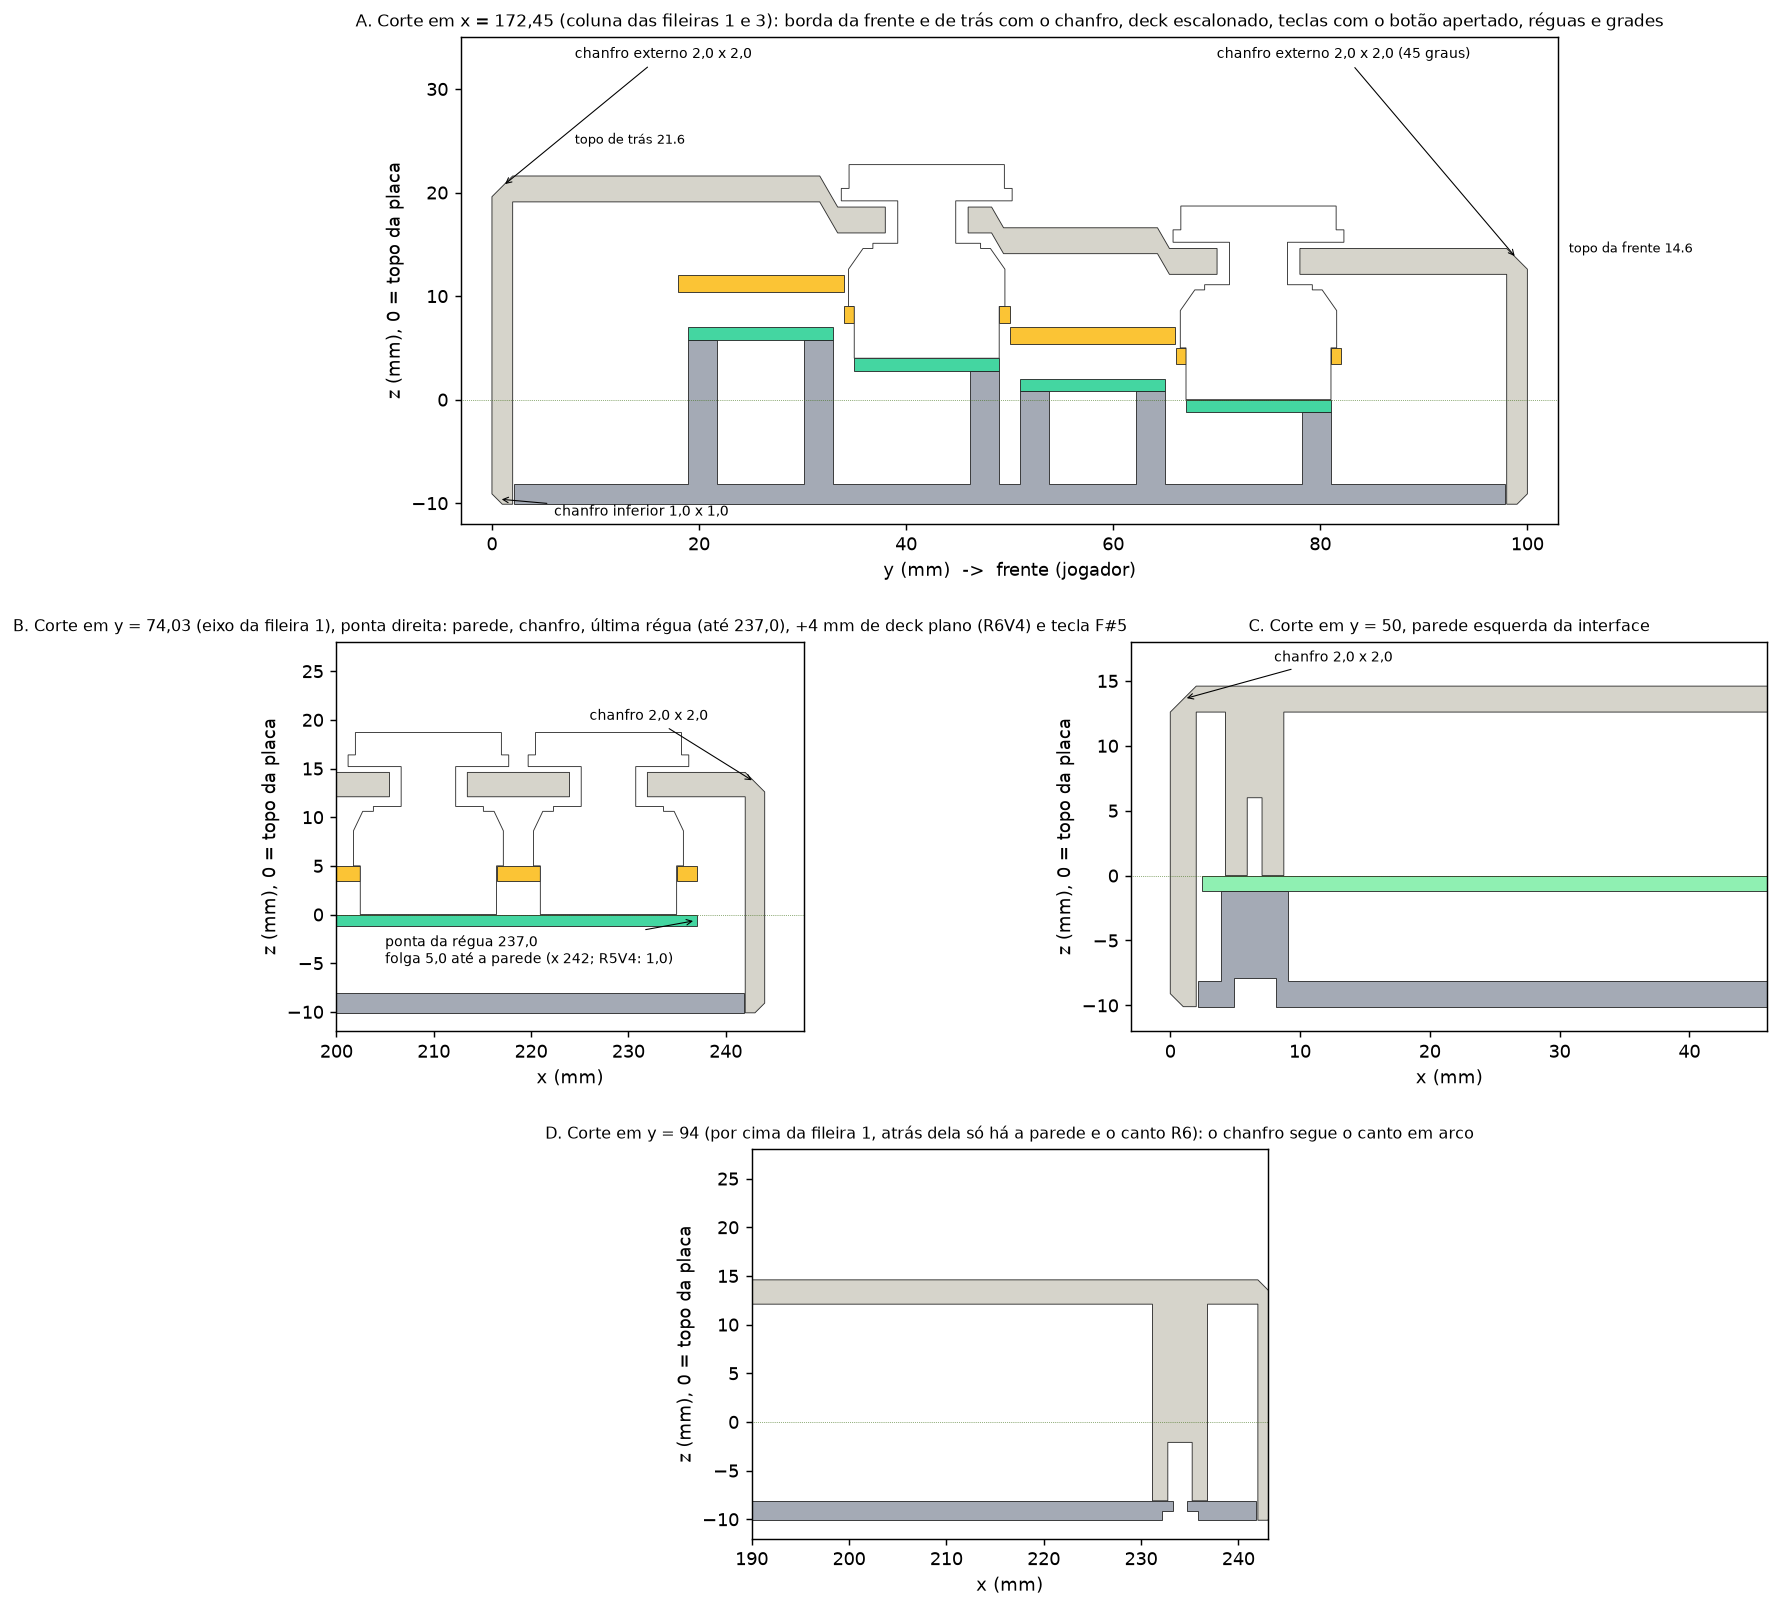 A. Corte em x = 172,45 (coluna das fileiras 1 e 3): borda da frente e de trás com o chanfro, deck escalonado, teclas com o botão apertado, réguas e grades
chanfro externo 2,0 x 2,0
chanfro externo 2,0 x 2,0 (45 graus)
topo de trás 21.6
topo da frente 14.6
chanfro inferior 1,0 x 1,0
z (mm), 0 = topo da placa
30
20
10
0
−10
0
20
40
60
80
100
y (mm)  ->  frente (jogador)
B. Corte em y = 74,03 (eixo da fileira 1), ponta direita: parede, chanfro, última régua (até 237,0), +4 mm de deck plano (R6V4) e tecla F#5
chanfro 2,0 x 2,0
ponta da régua 237,0
folga 5,0 até a parede (x 242; R5V4: 1,0)
z (mm), 0 = topo da placa
25
20
15
10
5
0
−5
−10
200
210
220
230
240
x (mm)
C. Corte em y = 50, parede esquerda da interface
chanfro 2,0 x 2,0
z (mm), 0 = topo da placa
15
10
5
0
−5
−10
0
10
20
30
40
x (mm)
D. Corte em y = 94 (por cima da fileira 1, atrás dela só há a parede e o canto R6): o chanfro segue o canto em arco
z (mm), 0 = topo da placa
25
20
15
10
5
0
−5
−10
190
200
210
220
230
240
x (mm)